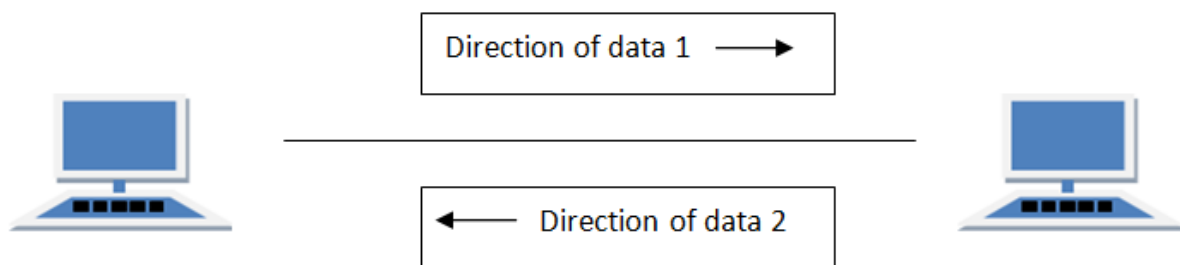 Direction of data 1
Direction of data 2